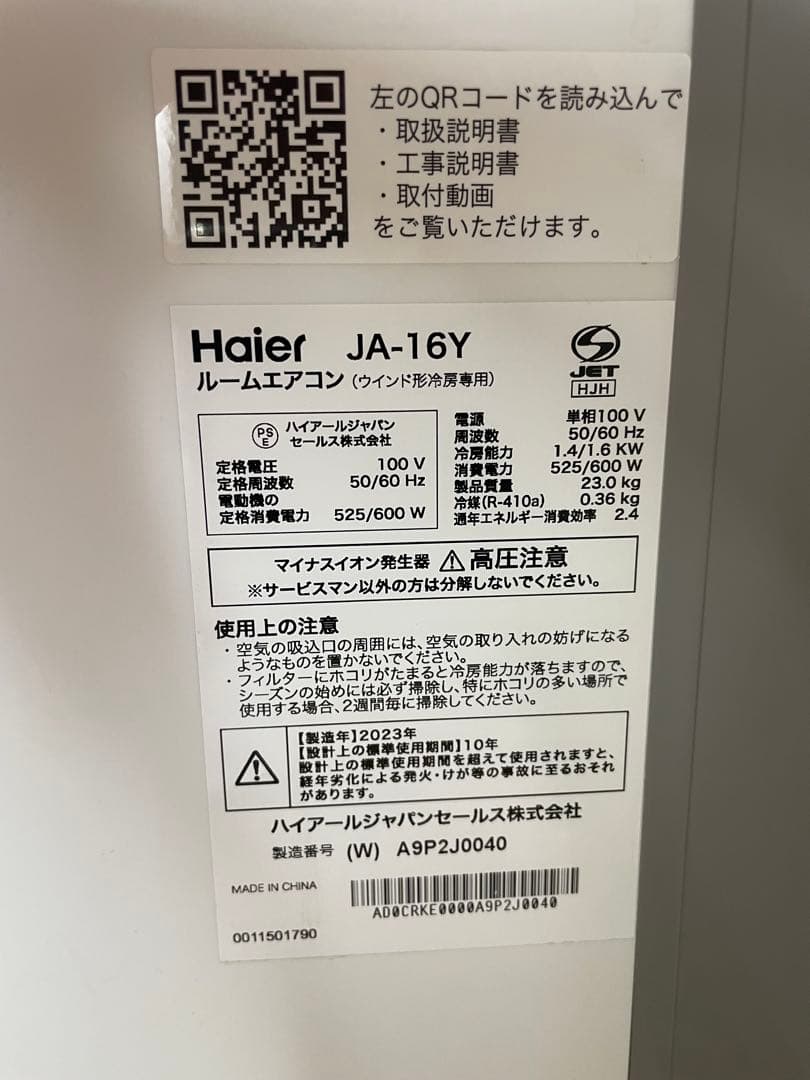 左のQRコードを読み込んで
・取扱説明書
・工事説明書
・取付動画
をご覧いただけます。
Haier JA-16Y
ルームエアコン (ウインド形冷房専用)
JET
HJH
PS
E
ハイアールジャパン
セールス株式会社
定格電圧 100 V
定格周波数 50/60 Hz
電動機の
定格消費電力 525/600 W
電源 単相100 V
周波数 50/60 Hz
冷房能力 1.4/1.6 KW
消費電力 525/600 W
製品質量 23.0 kg
冷媒(R-410a) 0.36 kg
通年エネルギー消費効率 2.4
マイナスイオン発生器 ⚠高圧注意
※サービスマン以外の方は分解しないでください。
使用上の注意
・空気の吸込口の周囲には、空気の取り入れの妨げになる
ようなものを置かないでください。
・フィルターにホコリがたまると冷房能力が落ちますので、
シーズンの始めには必ず掃除し、特にホコリの多い場所で
使用する場合、2週間毎に掃除してください。
【製造年】2023年
【設計上の標準使用期間】10年
設計上の標準使用期間を超えて使用されますと、
経年劣化による発火・けが等の事故に至るおそれ
があります。
ハイアールジャパンセールス株式会社
製造番号 (W) A9P2J0040
MADE IN CHINA
AD0CRKE0000A9P2J0040
0011501790